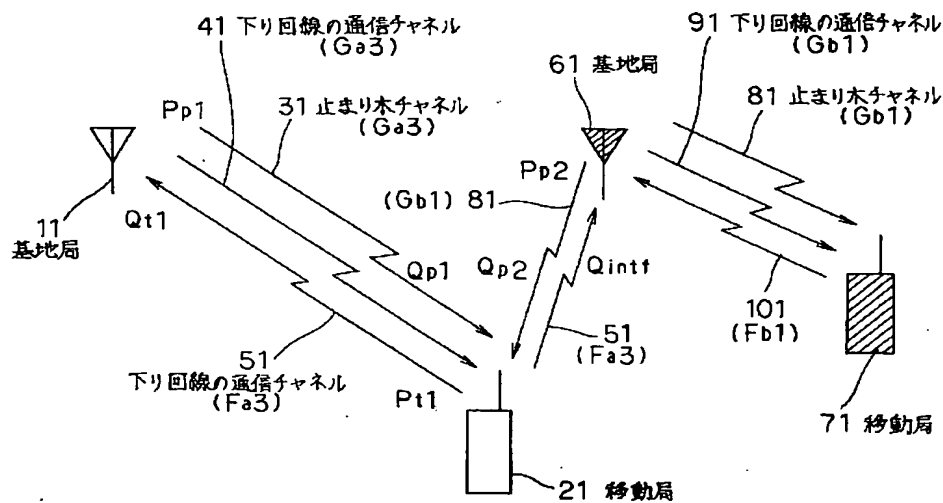 41 下り回線の通信チャネル
(Ga3)
Pp1
31 止まり木チャネル
(Ga3)
11
基地局
Qt1
Qp1
51
下り回線の通信チャネル
(Fa3)
Pt1
21 移動局
61 基地局
Pp2
(Gb1) 81
Qp2
Qintf
51
(Fa3)
91 下り回線の通信チャネル
(Gb1)
81 止まり木チャネル
(Gb1)
101
(Fb1)
71 移動局